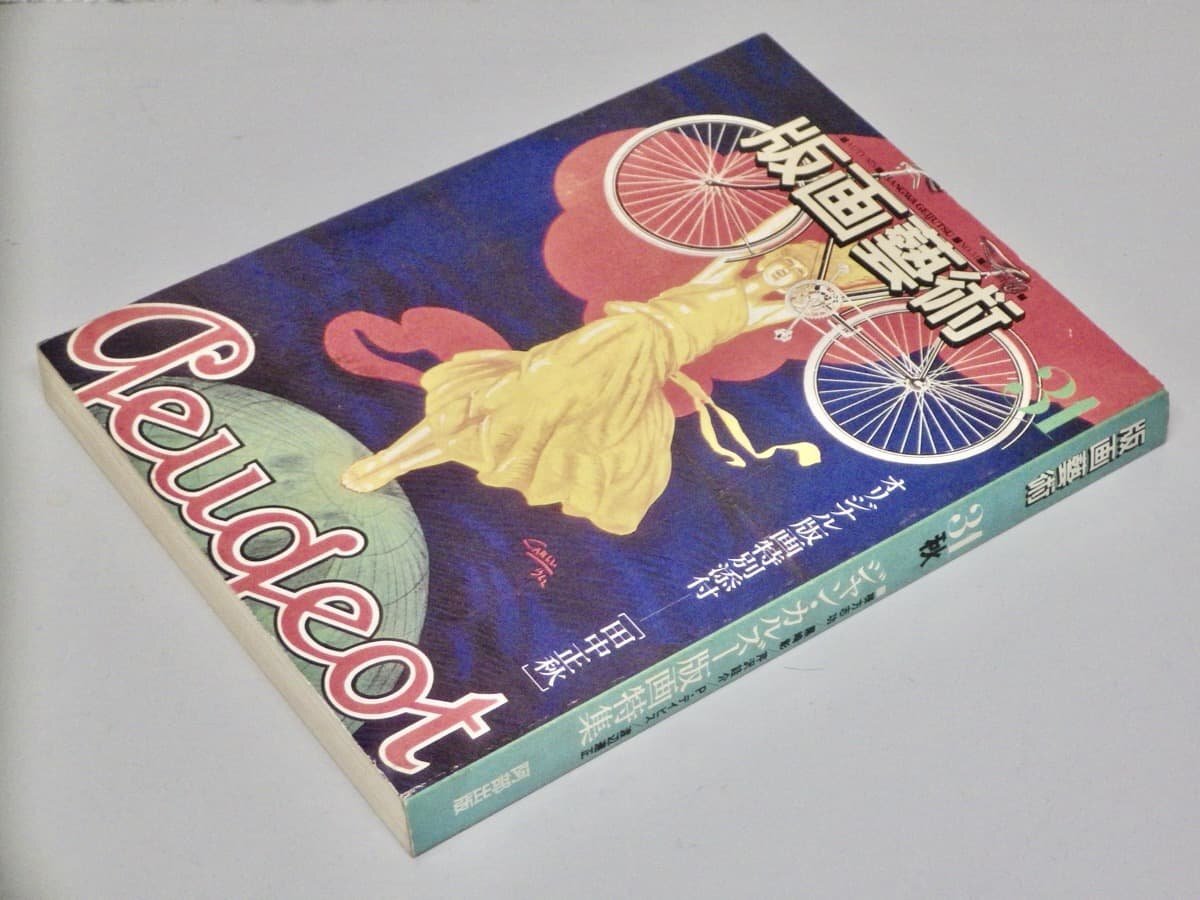 版画藝術
HANGWA GEIJUTSU
31
オリジナル版画特別添付
［田中正秋］
Peugeot
版画藝術
31
秋
ジャン・カルズー版画特集
阿部出版